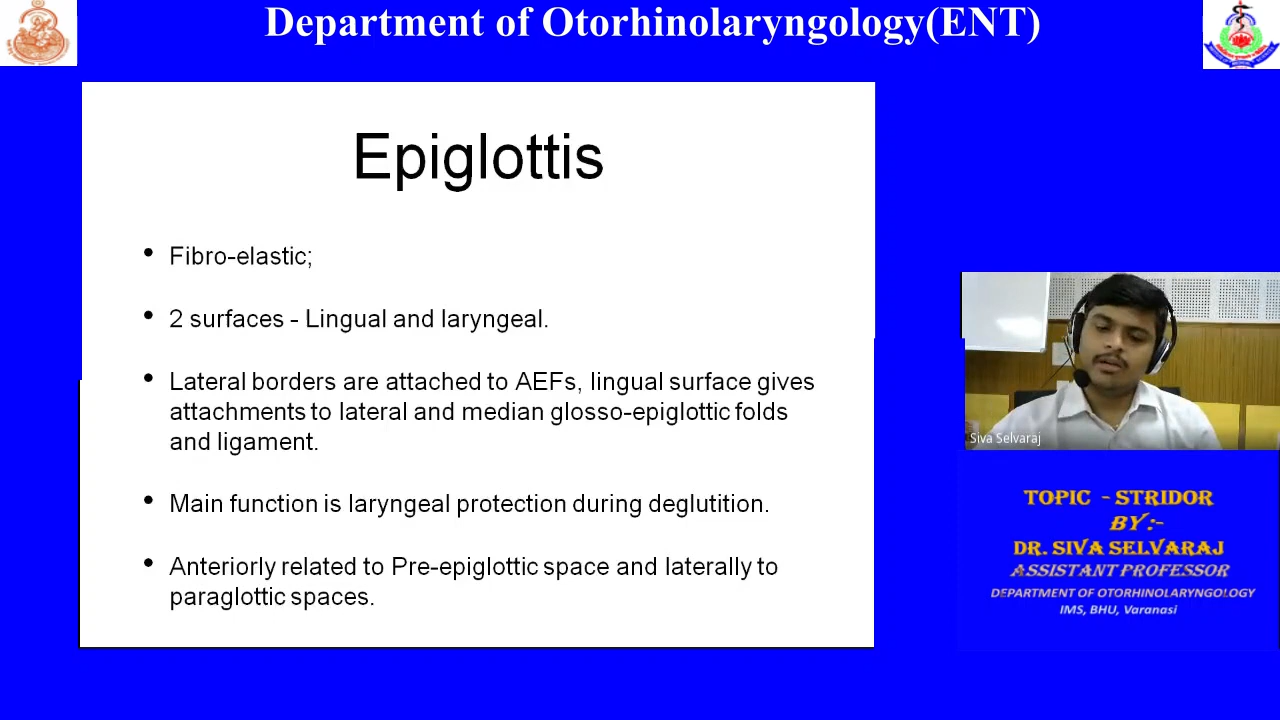 Department of Otorhinolaryngology(ENT)
Epiglottis
• Fibro-elastic;
• 2 surfaces - Lingual and laryngeal.
• Lateral borders are attached to AEFs, lingual surface gives
attachments to lateral and median glosso-epiglottic folds
and ligament.
• Main function is laryngeal protection during deglutition.
• Anteriorly related to Pre-epiglottic space and laterally to
paraglottic spaces.
Siva Selvaraj
TOPIC - STRIDOR
BY:-
DR. SIVA SELVARAJ
ASSISTANT PROFESSOR
DEPARTMENT OF OTORHINOLARYNGOLOGY
IMS, BHU, Varanasi